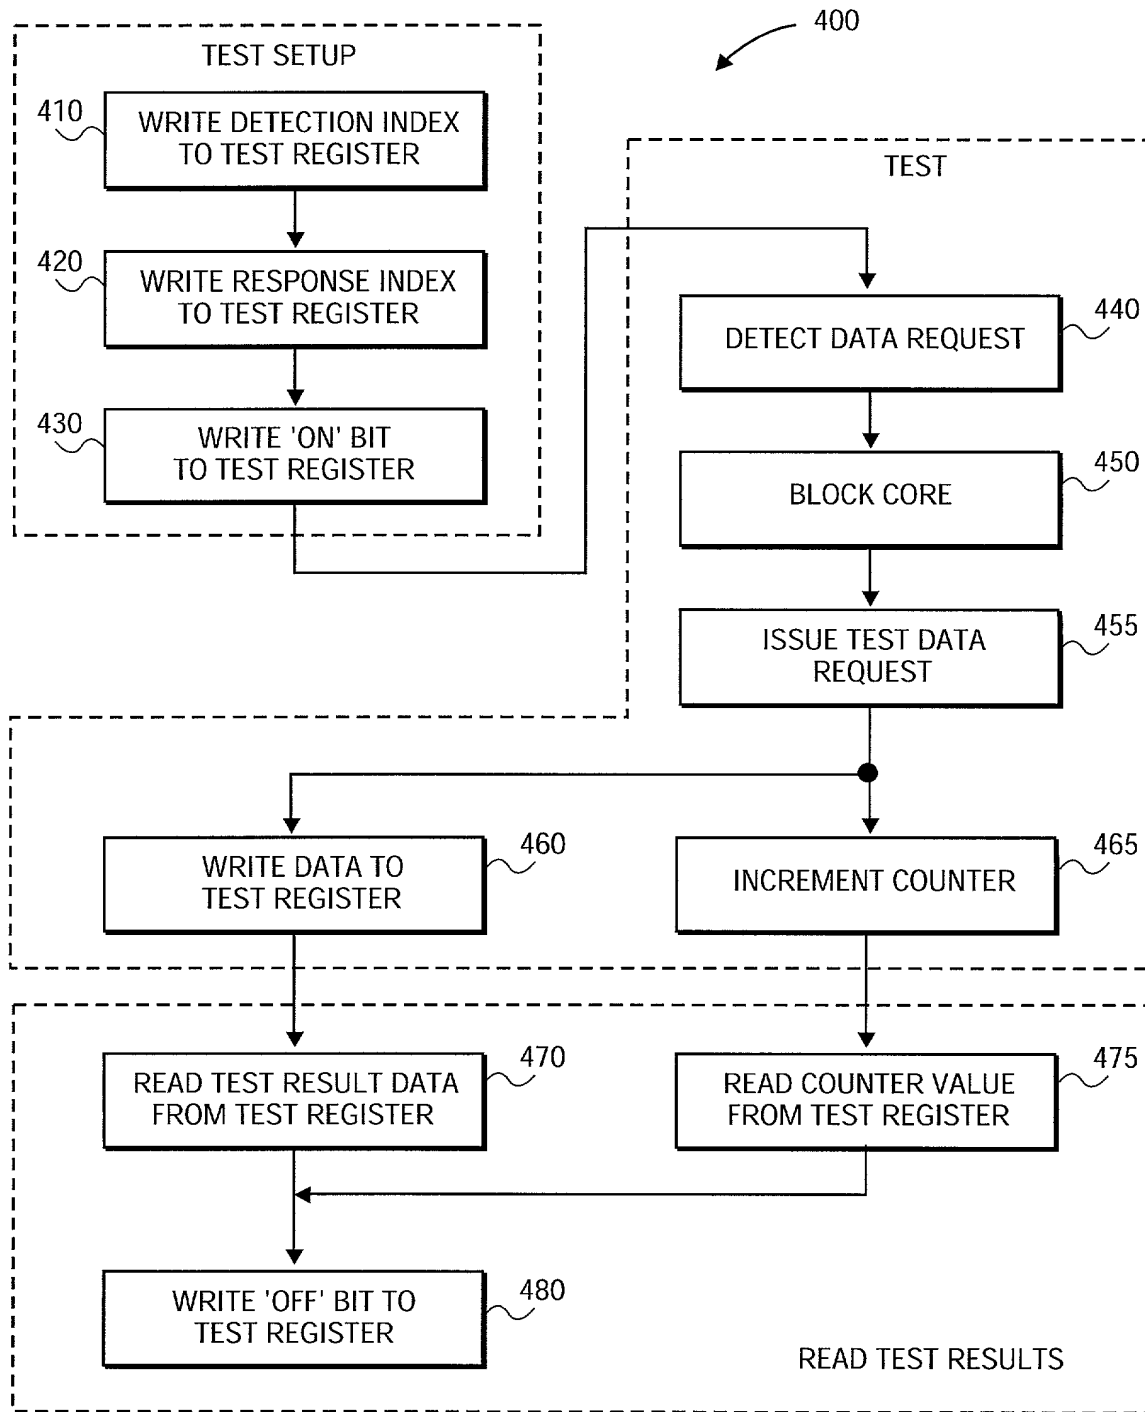 400
TEST SETUP
410
WRITE DETECTION INDEX
TO TEST REGISTER
420
WRITE RESPONSE INDEX
TO TEST REGISTER
430
WRITE 'ON' BIT
TO TEST REGISTER
TEST
440
DETECT DATA REQUEST
450
BLOCK CORE
455
ISSUE TEST DATA
REQUEST
460
WRITE DATA TO
TEST REGISTER
465
INCREMENT COUNTER
470
READ TEST RESULT DATA
FROM TEST REGISTER
475
READ COUNTER VALUE
FROM TEST REGISTER
480
WRITE 'OFF' BIT TO
TEST REGISTER
READ TEST RESULTS